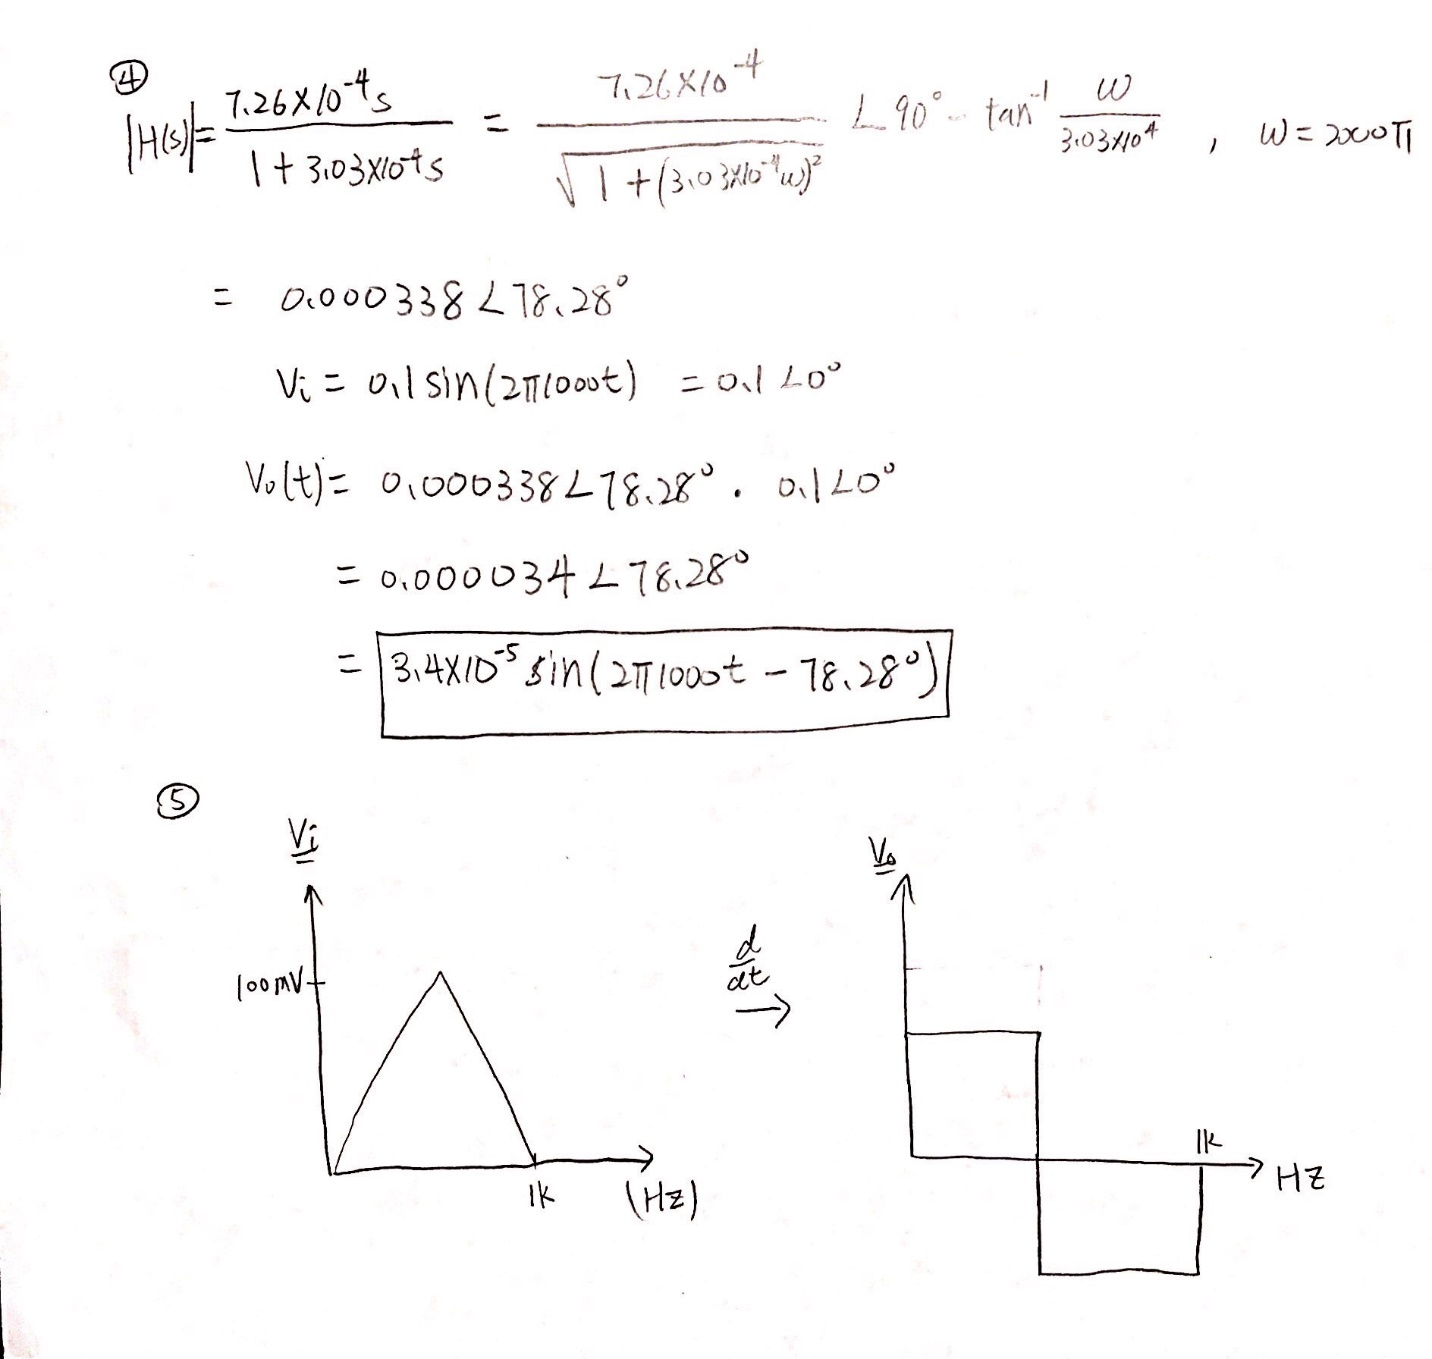 ④
|H(s)| = 7.26×10⁻⁴s / 1 + 3.03×10⁻⁴s = 7.26×10⁻⁴ / √1 + (3.03×10⁻⁴ω)² ∠90° - tan⁻¹ ω / 3.03×10⁴ , ω = 2000π
= 0.000338∠78.28°
Vi = 0.1 sin(2π1000t) = 0.1∠0°
Vo(t) = 0.000338∠78.28° · 0.1∠0°
= 0.000034∠78.28°
= 3.4×10⁻⁵ sin(2π1000t - 78.28°)
⑤
Vi
Vo
100mV
d/dt
→
1k (Hz)
1k
Hz